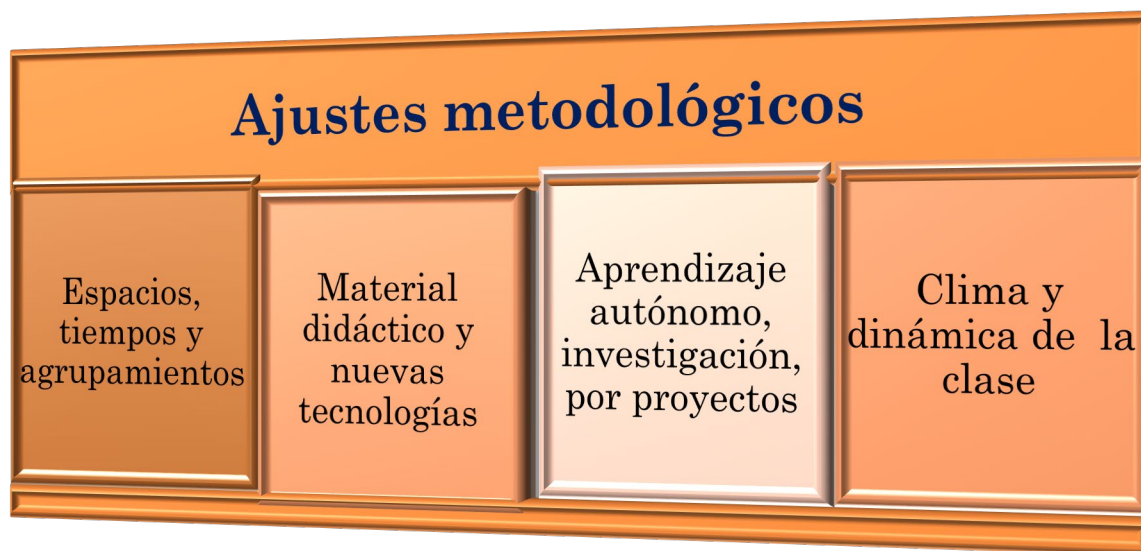 Ajustes metodológicos
Espacios,
tiempos y
agrupamientos
Material
didáctico y
nuevas
tecnologías
Aprendizaje
autónomo,
investigación,
por proyectos
Clima y
dinámica de  la
clase